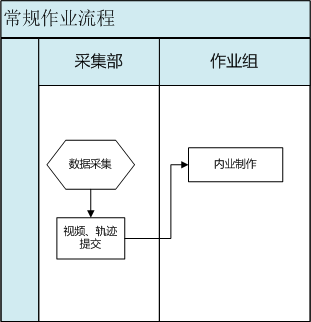 常规作业流程
采集部
作业组
数据采集
内业制作
视频、轨迹
提交